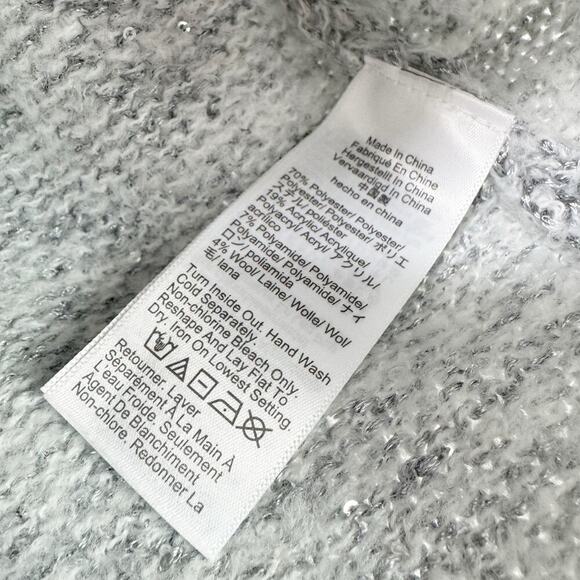 Made In China
Fabriqué En Chine
Hergestellt In China
Vervaardigd In China
中国製
hecho en china
70% Polyester/ Polyester/
Polyester/ Polyester/ ポリエ
ステル/ poliéster
19% Acrylic/ Acrylique/
Polyacryl/ Acryl/ アクリル/
acrílico
7% Polyamide/ Polyamide/
Polyamide/ Polyamide/ ナイ
ロン/ poliamida
4% Wool/ Laine/ Wolle/ Wol/
毛/ lana
Turn Inside Out. Hand Wash
Cold Separately.
Non-chlorine Bleach Only.
Reshape And Lay Flat To
Dry. Iron on Lowest Setting.
Retourner. Laver
Séparément À La Main À
L'eau Froide. Seulement
Agent De Blanchiment
Non-chlore. Redonner La